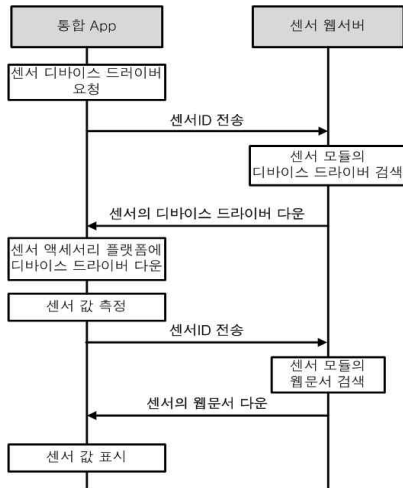 통합 App
센서 웹서버
센서 디바이스 드러이버
요청
센서ID 전송
센서 모듈의
디바이스 드라이버 검색
센서의 디바이스 드라이버 다운
센서 액세서리 플랫폼에
디바이스 드라이버 다운
센서 값 측정
센서ID 전송
센서 모듈의
웹문서 검색
센서의 웹문서 다운
센서 값 표시